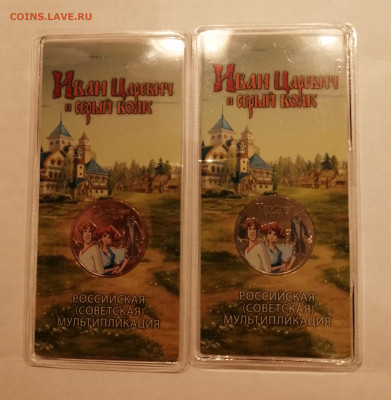 COINS.LAVE.RU
Иван Царевич
и серый волк
РОССИЙСКАЯ
(СОВЕТСКАЯ)
МУЛЬТИПЛИКАЦИЯ
Иван Царевич
и серый волк
РОССИЙСКАЯ
(СОВЕТСКАЯ)
МУЛЬТИПЛИКАЦИЯ